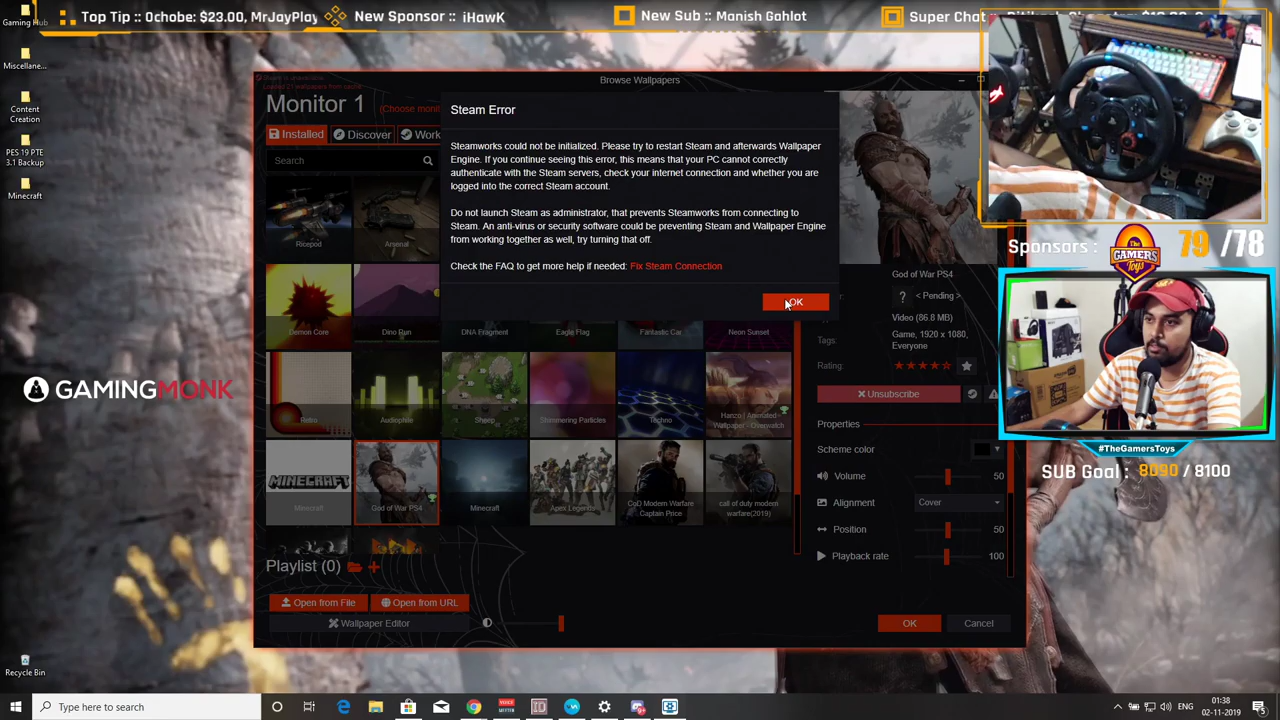 Top Tip :: 0chobe: $23.00, MrJayPlay
New Sponsor :: iHawK
New Sub :: Manish Gahlot
Super Chat
Gaming Hub
Miscellane...
Content
Creation
PES 19 PTE
3.1 Backup
Minecraft
Recycle Bin
GAMINGMONK
Browse Wallpapers
Monitor 1
Installed
Discover
Work
Search
Steam Error
Steamworks could not be initialized. Please try to restart Steam and afterwards Wallpaper
Engine. If you continue seeing this error, this means that your PC cannot correctly
authenticate with the Steam servers, check your internet connection and whether you are
logged into the correct Steam account.
Do not launch Steam as administrator, that prevents Steamworks from connecting to
Steam. An anti-virus or security software could be preventing Steam and Wallpaper Engine
from working together as well, try turning that off.
Check the FAQ to get more help if needed: Fix Steam Connection
OK
Ricepod
Arsenal
Demon Core
Dino Run
DNA Fragment
Eagle Flag
Fantastic Car
Neon Sunset
Retro
Audiophile
Sheep
Shimmering Particles
Techno
Hanzo | Animated -
Wallpaper - Overwatch
MINECRAFT
Minecraft
God of War PS4
Minecraft
Apex Legends
CoD Modern Warfare
Captain Price
call of duty modern
warfare(2019)
Playlist (0)
Open from File
Open from URL
Wallpaper Editor
OK
Cancel
God of War PS4
< Pending >
Video (86.8 MB)
Game, 1920 x 1080,
Everyone
Tags:
Rating:
Unsubscribe
Properties
Scheme color
Volume
50
Alignment
Cover
Position
50
Playback rate
100
Sponsars :
THE
GAMERS
TOYS
79 /78
#TheGamersToys
SUB Goal : 8090 / 8100
Type here to search
ENG
01:38
02-11-2019